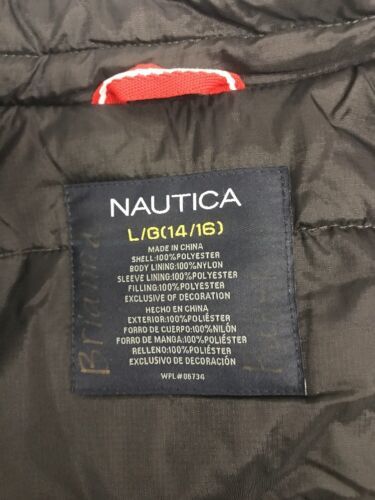 NAUTICA
L/G(14/16)
MADE IN CHINA
SHELL:100%POLYESTER
BODY LINING:100%NYLON
SLEEVE LINING:100%POLYESTER
FILLING:100%POLYESTER
EXCLUSIVE OF DECORATION
HECHO EN CHINA
EXTERIOR:100%POLIÉSTER
FORRO DE CUERPO:100%NILÓN
FORRO DE MANGA:100%POLIÉSTER
RELLENO:100%POLIÉSTER
EXCLUSIVO DE DECORACIÓN
WPL#06734